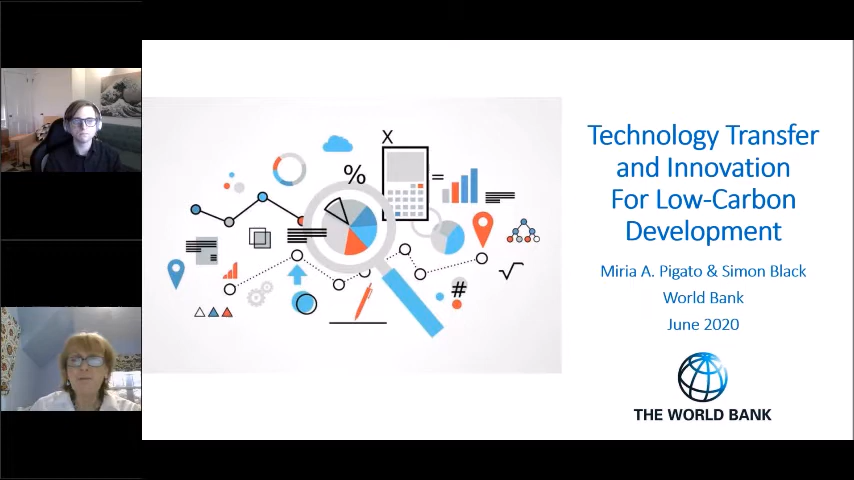 Technology Transfer
and Innovation
For Low-Carbon
Development
Miria A. Pigato & Simon Black
World Bank
June 2020
THE WORLD BANK
X
%
=
#
√